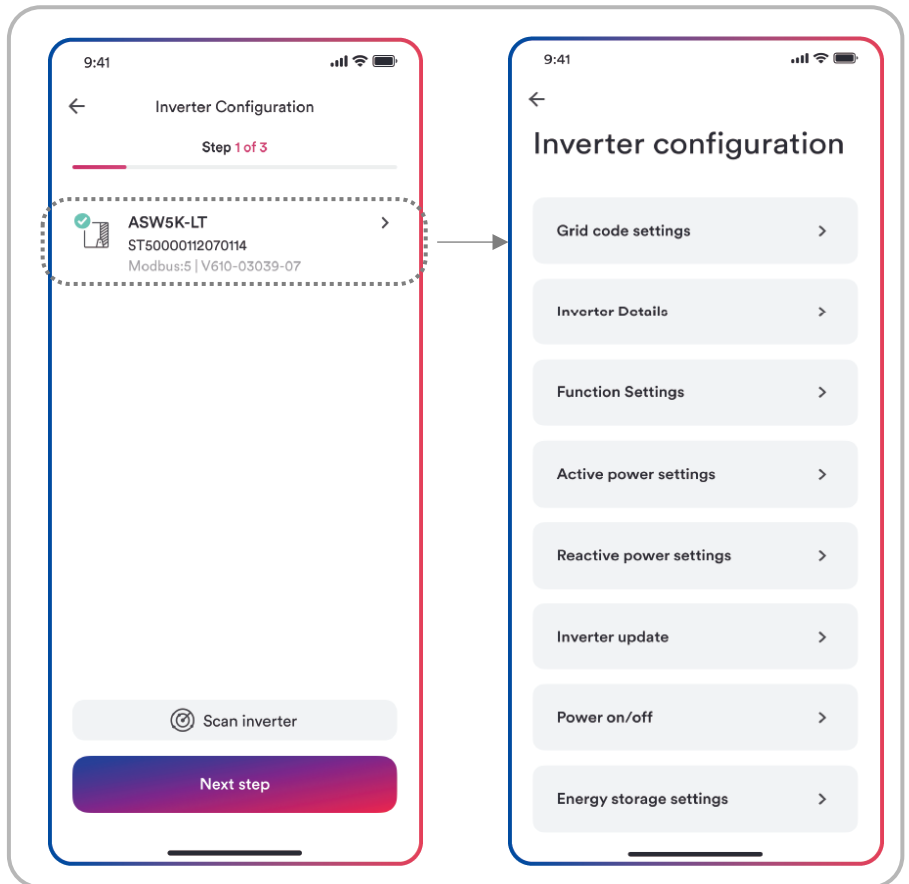 9:41
Inverter Configuration
Step 1 of 3
ASW5K-LT
ST50000112070114
Modbus:5 | V610-03039-07
Scan inverter
Next step
9:41
Inverter configuration
Grid code settings
Inverter Details
Function Settings
Active power settings
Reactive power settings
Inverter update
Power on/off
Energy storage settings